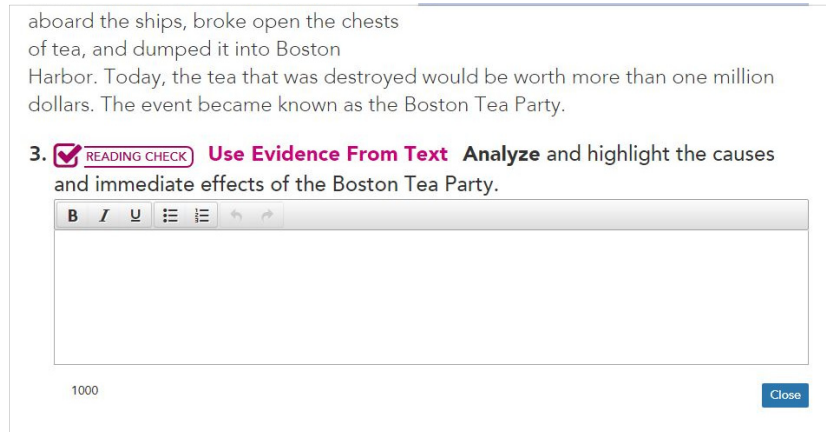 aboard the ships, broke open the chests
of tea, and dumped it into Boston
Harbor. Today, the tea that was destroyed would be worth more than one million
dollars. The event became known as the Boston Tea Party.
3. READING CHECK Use Evidence From Text Analyze and highlight the causes
and immediate effects of the Boston Tea Party.
B I U
1000
Close